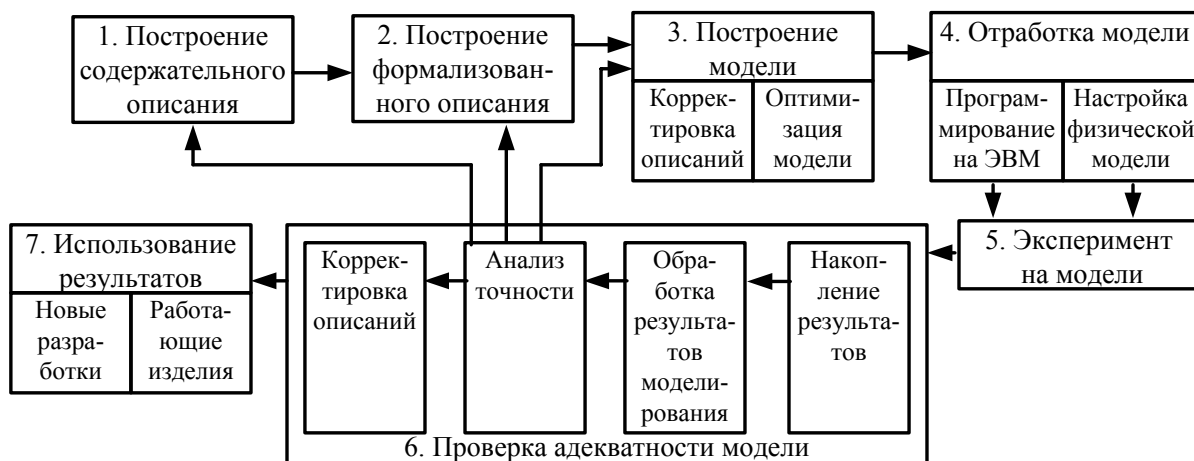 1. Построение
содержательного
описания
2. Построение
формализован-
ного описания
3. Построение
модели
Коррек-
тировка
описаний
Оптими-
зация
модели
4. Отработка модели
Програм-
мирование
на ЭВМ
Настройка
физической
модели
5. Эксперимент
на модели
7. Использование
результатов
Новые
разра-
ботки
Работа-
ющие
изделия
Коррек-
тировка
описаний
Анализ
точности
Обра-
ботка
результа-
тов
модели-
рования
Накоп-
ление
результа-
тов
6. Проверка адекватности модели